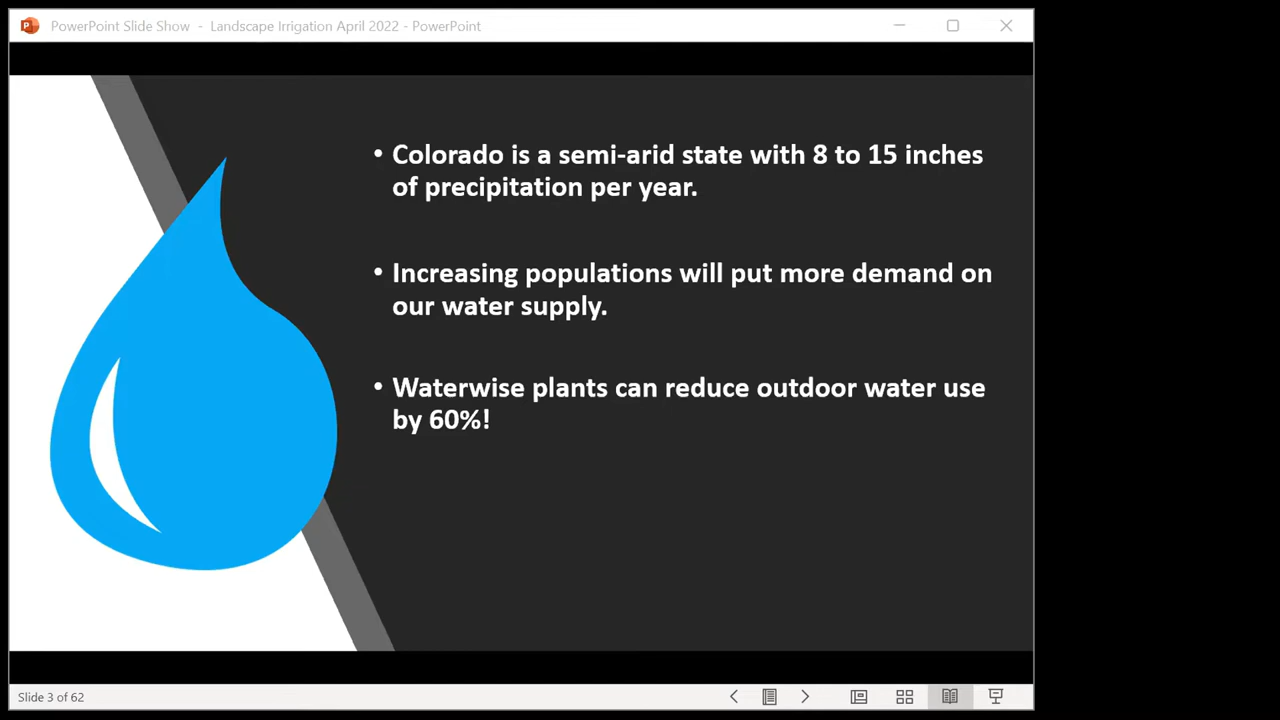 PowerPoint Slide Show - Landscape Irrigation April 2022 - PowerPoint
• Colorado is a semi-arid state with 8 to 15 inches
of precipitation per year.
• Increasing populations will put more demand on
our water supply.
• Waterwise plants can reduce outdoor water use
by 60%!
Slide 3 of 62